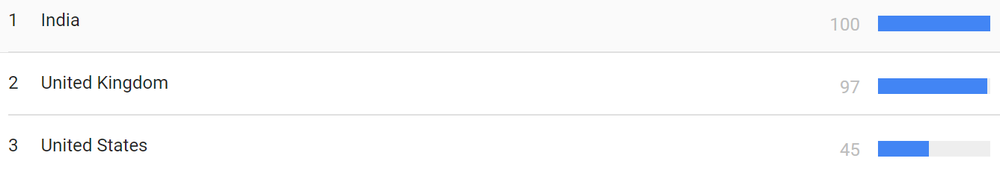 1 India 100
2 United Kingdom 97
3 United States 45